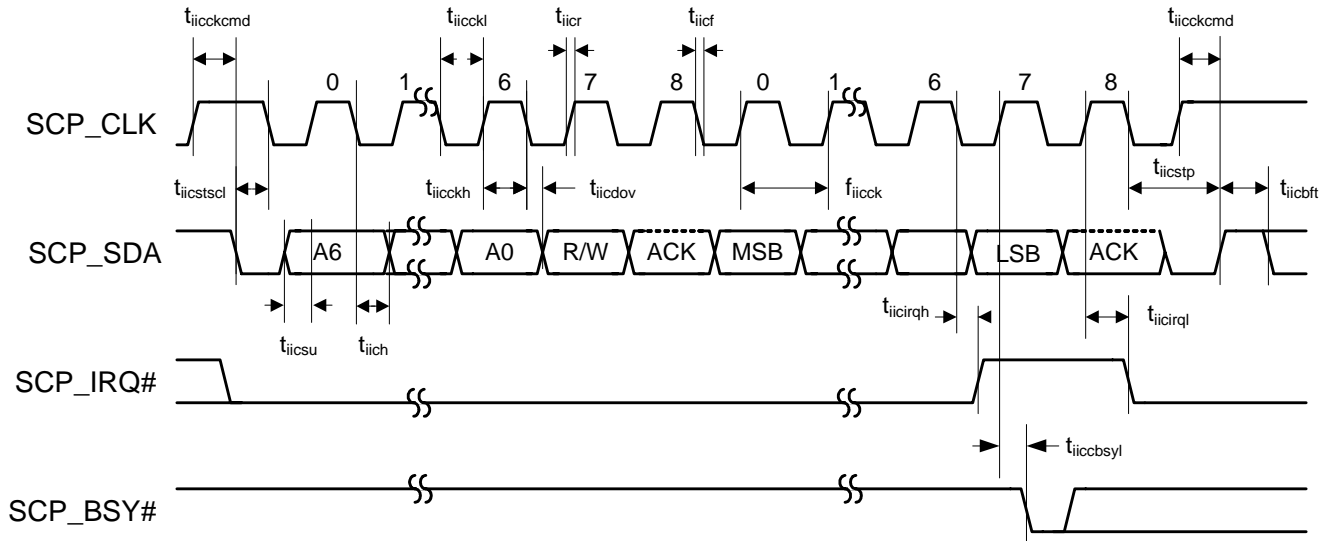 t_iicckcmd t_iicckl t_iicr t_iicf t_iicckcmd
0 1 6 7 8 0 1 6 7 8
SCP_CLK
t_iicstscl t_iicckh t_iicdov f_iicck t_iicstp t_iicbft
SCP_SDA
A6 A0 R/W ACK MSB LSB ACK
t_iicsu t_iich t_iicirqh t_iicirql
SCP_IRQ#
t_iiccbsyl
SCP_BSY#